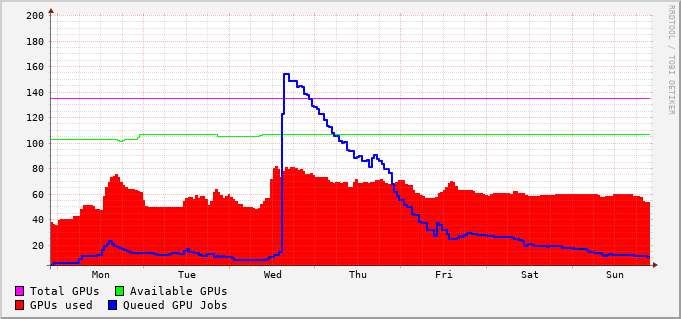 200
180
160
140
120
100
80
60
40
20
Mon Tue Wed Thu Fri Sat Sun
RRDTOOL / TOBI OETIKER
Total GPUs Available GPUs
GPUs used Queued GPU Jobs